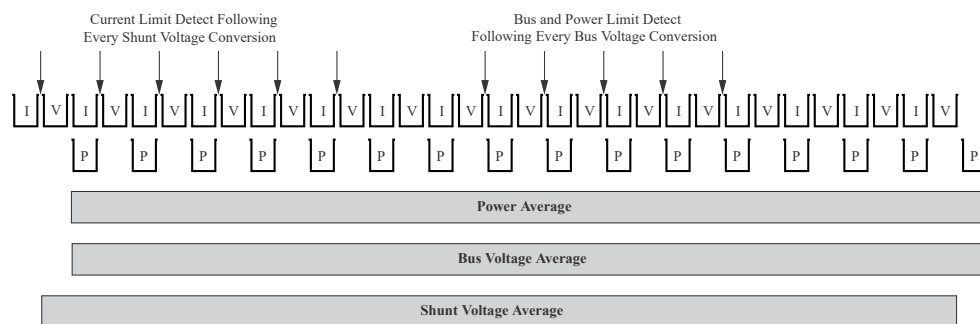 Current Limit Detect Following
Every Shunt Voltage Conversion
Bus and Power Limit Detect
Following Every Bus Voltage Conversion
I V I V I V I V I V I V I V I V I V I V I V I V I V I V I V I V
P P P P P P P P P P P P P P P P
Power Average
Bus Voltage Average
Shunt Voltage Average